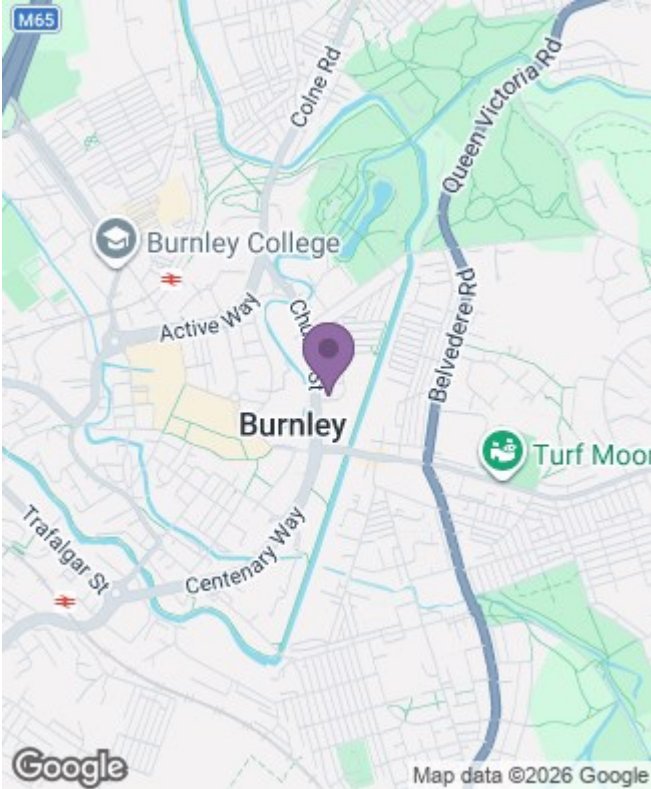 M65
Colne Rd
Queen Victoria Rd
Burnley College
Active Way
Church St
Belvedere Rd
Burnley
Turf Moor
Trafalgar St
Centenary Way
Google
Map data ©2026 Google